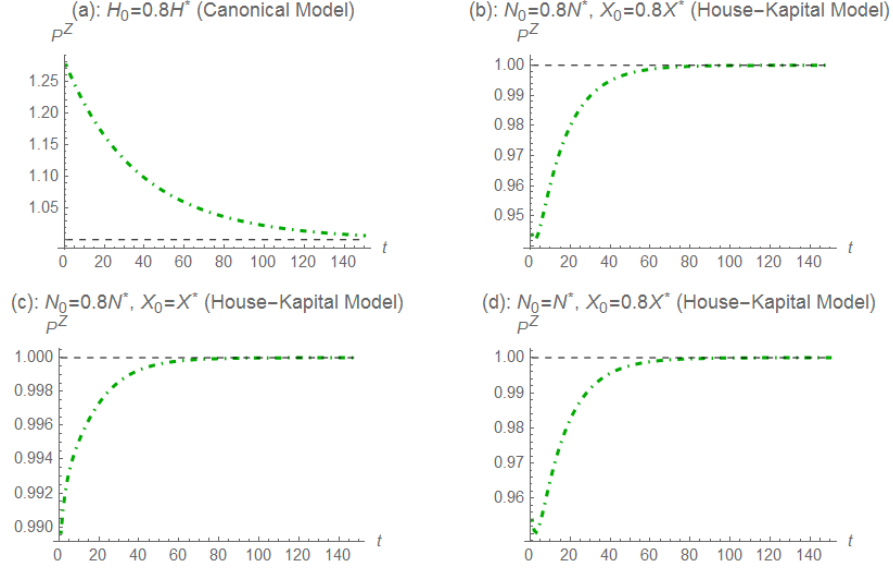 (a): H₀=0.8H* (Canonical Model)
P^Z
1.25
1.20
1.15
1.10
1.05
0 20 40 60 80 100 120 140 t
(b): N₀=0.8N*, X₀=0.8X* (House–Kapital Model)
P^Z
1.00
0.99
0.98
0.97
0.96
0.95
0 20 40 60 80 100 120 140 t
(c): N₀=0.8N*, X₀=X* (House–Kapital Model)
P^Z
1.000
0.998
0.996
0.994
0.992
0.990
0 20 40 60 80 100 120 140 t
(d): N₀=N*, X₀=0.8X* (House–Kapital Model)
P^Z
1.00
0.99
0.98
0.97
0.96
0 20 40 60 80 100 120 140 t